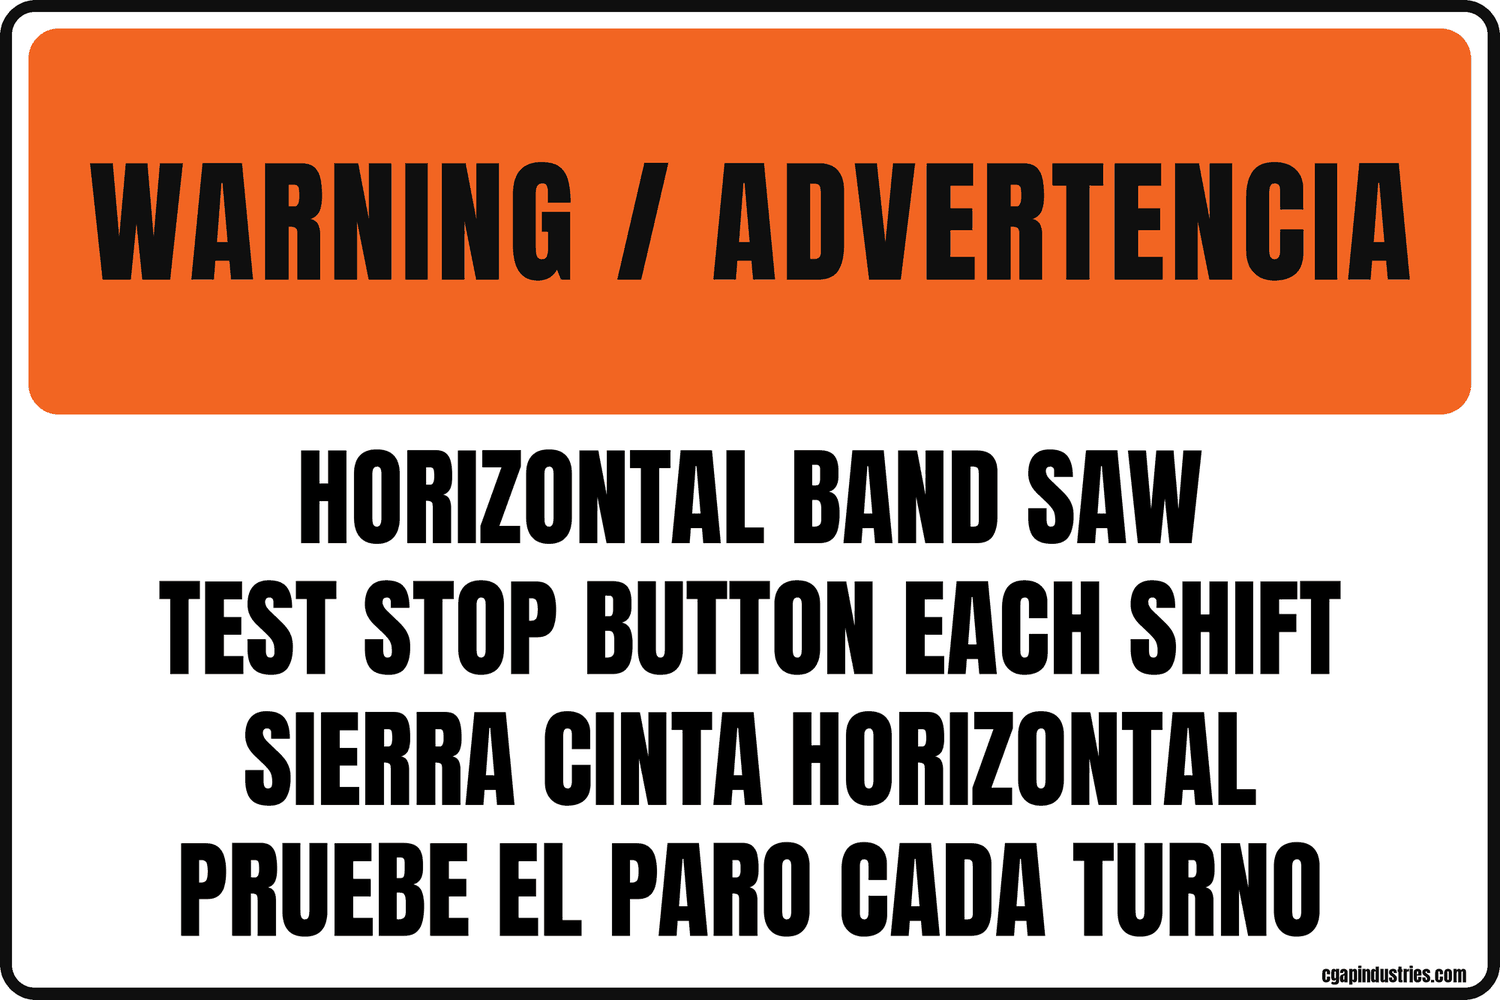 WARNING / ADVERTENCIA
HORIZONTAL BAND SAW
TEST STOP BUTTON EACH SHIFT
SIERRA CINTA HORIZONTAL
PRUEBE EL PARO CADA TURNO
cgapindustries.com